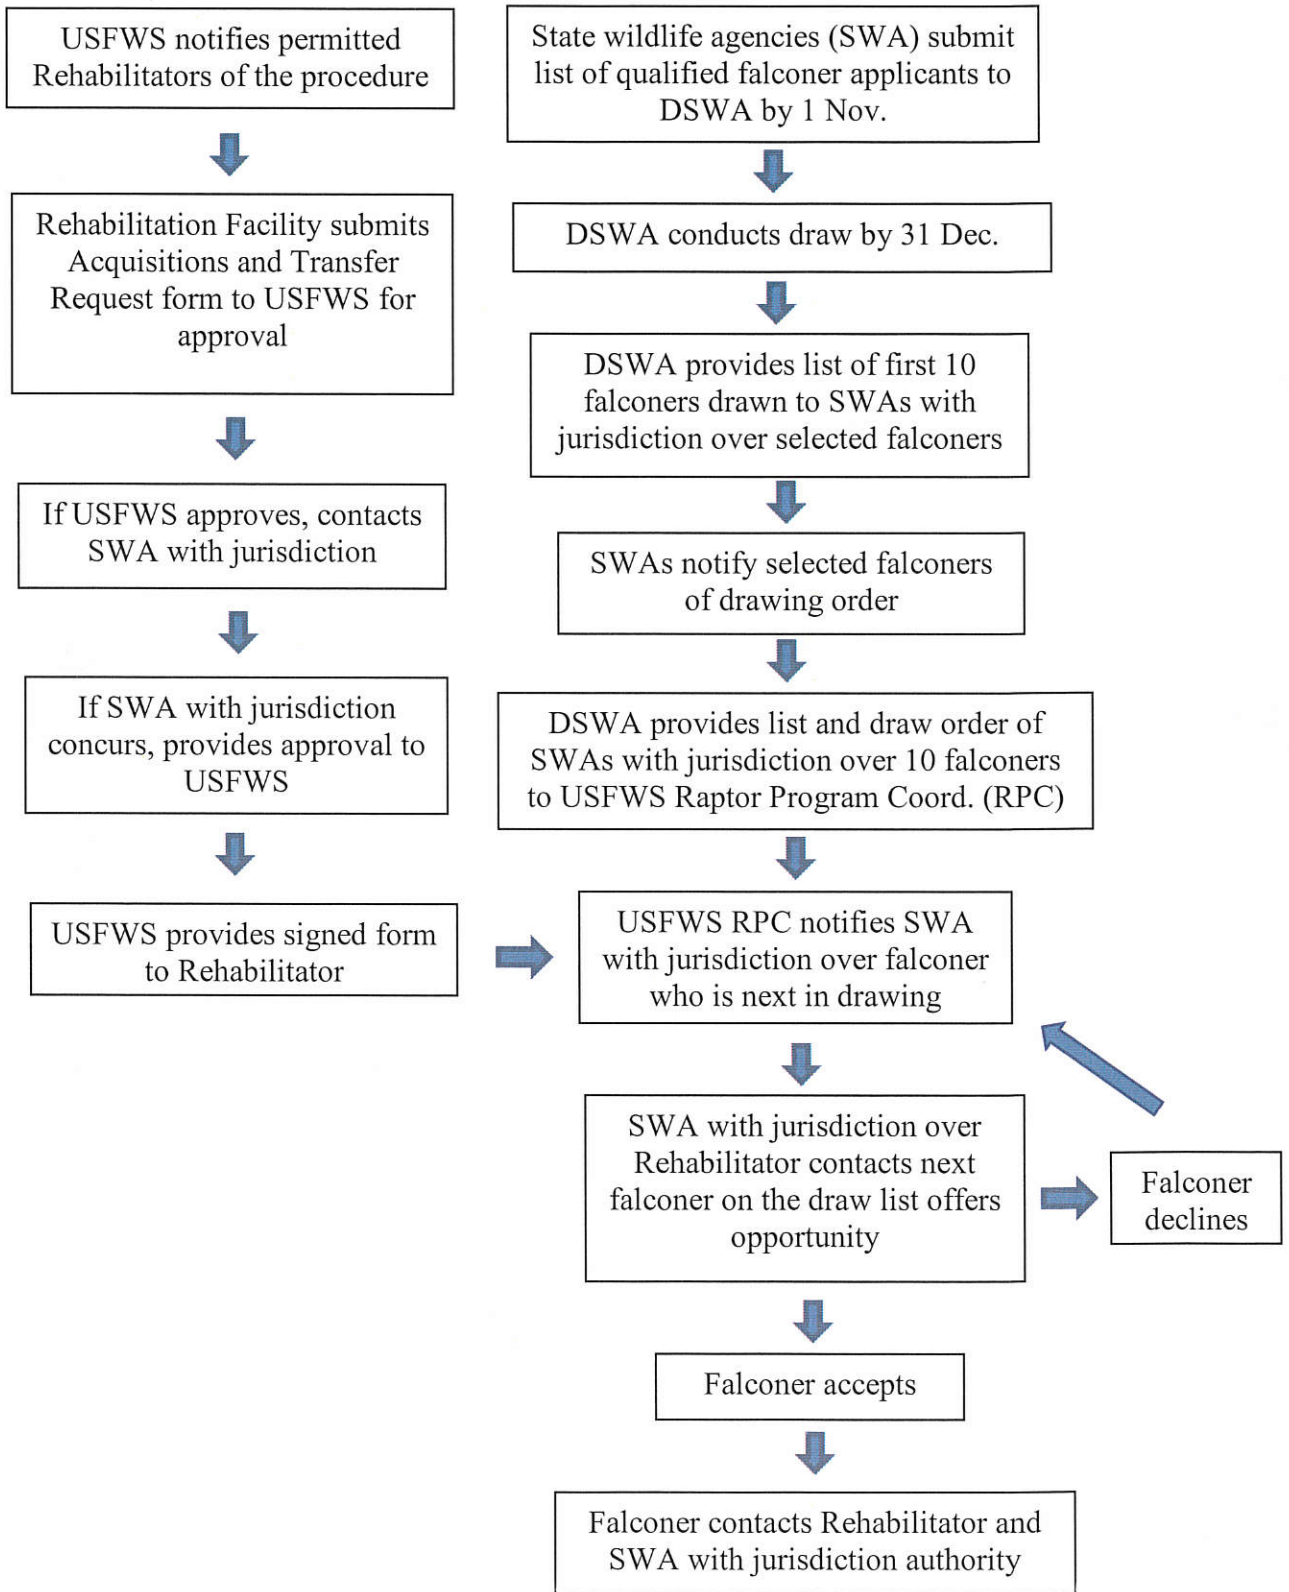 USFWS notifies permitted
Rehabilitators of the procedure
Rehabilitation Facility submits
Acquisitions and Transfer
Request form to USFWS for
approval
If USFWS approves, contacts
SWA with jurisdiction
If SWA with jurisdiction
concurs, provides approval to
USFWS
USFWS provides signed form
to Rehabilitator
State wildlife agencies (SWA) submit
list of qualified falconer applicants to
DSWA by 1 Nov.
DSWA conducts draw by 31 Dec.
DSWA provides list of first 10
falconers drawn to SWAs with
jurisdiction over selected falconers
SWAs notify selected falconers
of drawing order
DSWA provides list and draw order of
SWAs with jurisdiction over 10 falconers
to USFWS Raptor Program Coord. (RPC)
USFWS RPC notifies SWA
with jurisdiction over falconer
who is next in drawing
SWA with jurisdiction over
Rehabilitator contacts next
falconer on the draw list offers
opportunity
Falconer
declines
Falconer accepts
Falconer contacts Rehabilitator and
SWA with jurisdiction authority